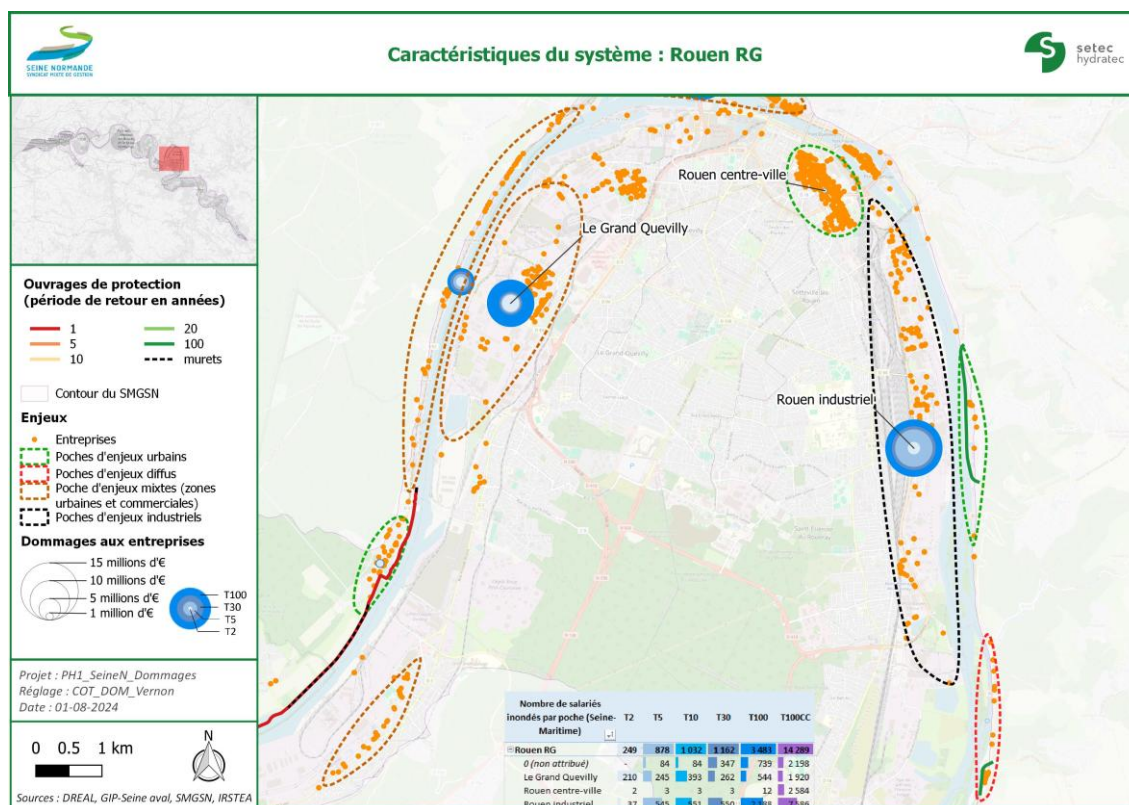 SEINE NORMANDE
SYNDICAT MIXTE DE GESTION
Caractéristiques du système : Rouen RG
setec
hydratec
Ouvrages de protection
(période de retour en années)
1
20
5
100
10
murets
Contour du SMGSN
Enjeux
Entreprises
Poches d'enjeux urbains
Poches d'enjeux diffus
Poche d'enjeux mixtes (zones
urbaines et commerciales)
Poches d'enjeux industriels
Dommages aux entreprises
15 millions d'€
10 millions d'€
5 millions d'€
1 million d'€
T100
T30
T5
T2
Projet : PH1_SeineN_Dommages
Réglage : COT_DOM_Vernon
Date : 01-08-2024
0 0.5 1 km
N
Sources : DREAL, GIP-Seine aval, SMGSN, IRSTEA
Rouen centre-ville
Le Grand Quevilly
Rouen industriel
Le Grand Quevilly
Nombre de salariés
inondés par poche (Seine-
Maritime)
T2 T5 T10 T30 T100 T100CC
Rouen RG 249 878 1 032 1 162 3 483 14 289
0 (non attribué) - 84 84 347 739 2 198
Le Grand Quevilly 210 245 393 262 544 1 920
Rouen centre-ville 2 3 3 3 12 2 584
Rouen industriel 37 545 551 550